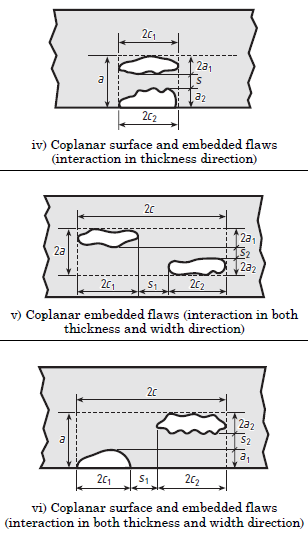 2c₁
a
2a₁
s
a₂
2c₂
iv) Coplanar surface and embedded flaws
(interaction in thickness direction)
2c
2a
2a₁
s₂
2a₂
2c₁ s₁ 2c₂
v) Coplanar embedded flaws (interaction in both
thickness and width direction)
2c
a
2a₂
s₂
a₁
2c₁ s₁ 2c₂
vi) Coplanar surface and embedded flaws
(interaction in both thickness and width direction)